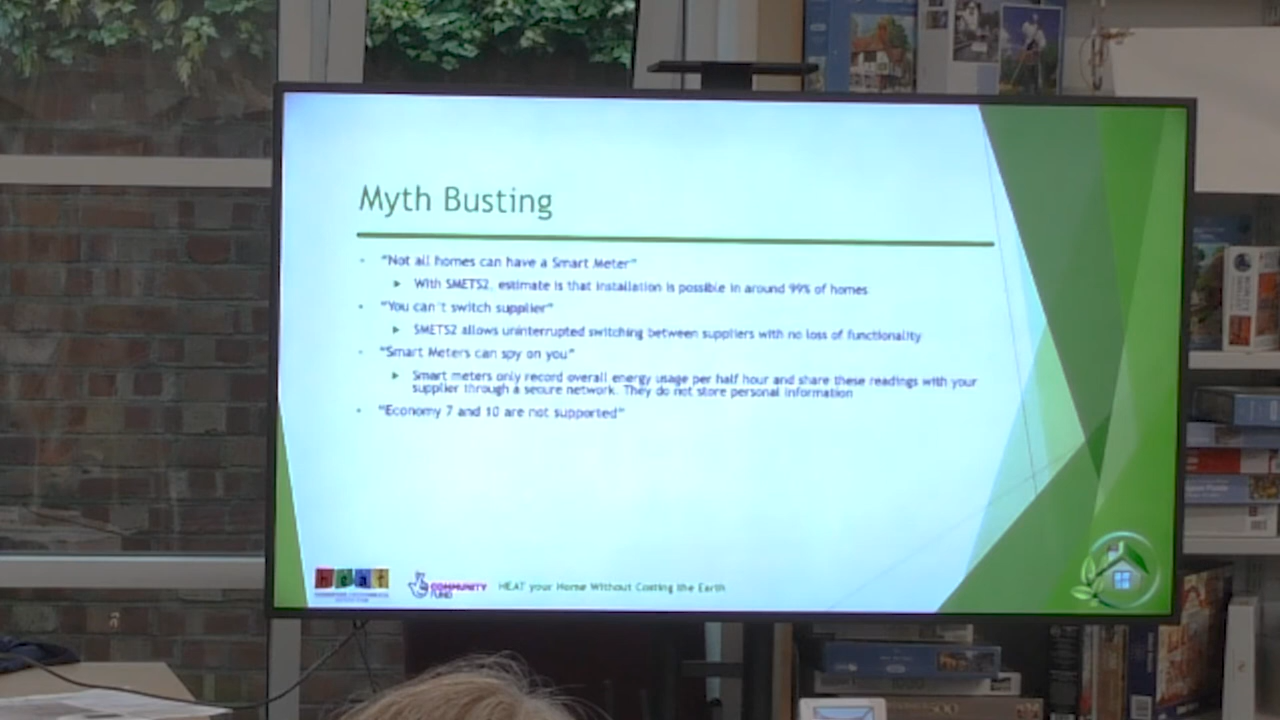 Myth Busting
"Not all homes can have a Smart Meter"
With SMETS2, estimate is that installation is possible in around 99% of homes
"You can't switch supplier"
SMETS2 allows uninterrupted switching between suppliers with no loss of functionality
"Smart Meters can spy on you"
Smart meters only record overall energy usage per half hour and share these readings with your
supplier through a secure network. They do not store personal information
"Economy 7 and 10 are not supported"
heat
COMMUNITY
FUND
HEAT your Home Without Costing the Earth